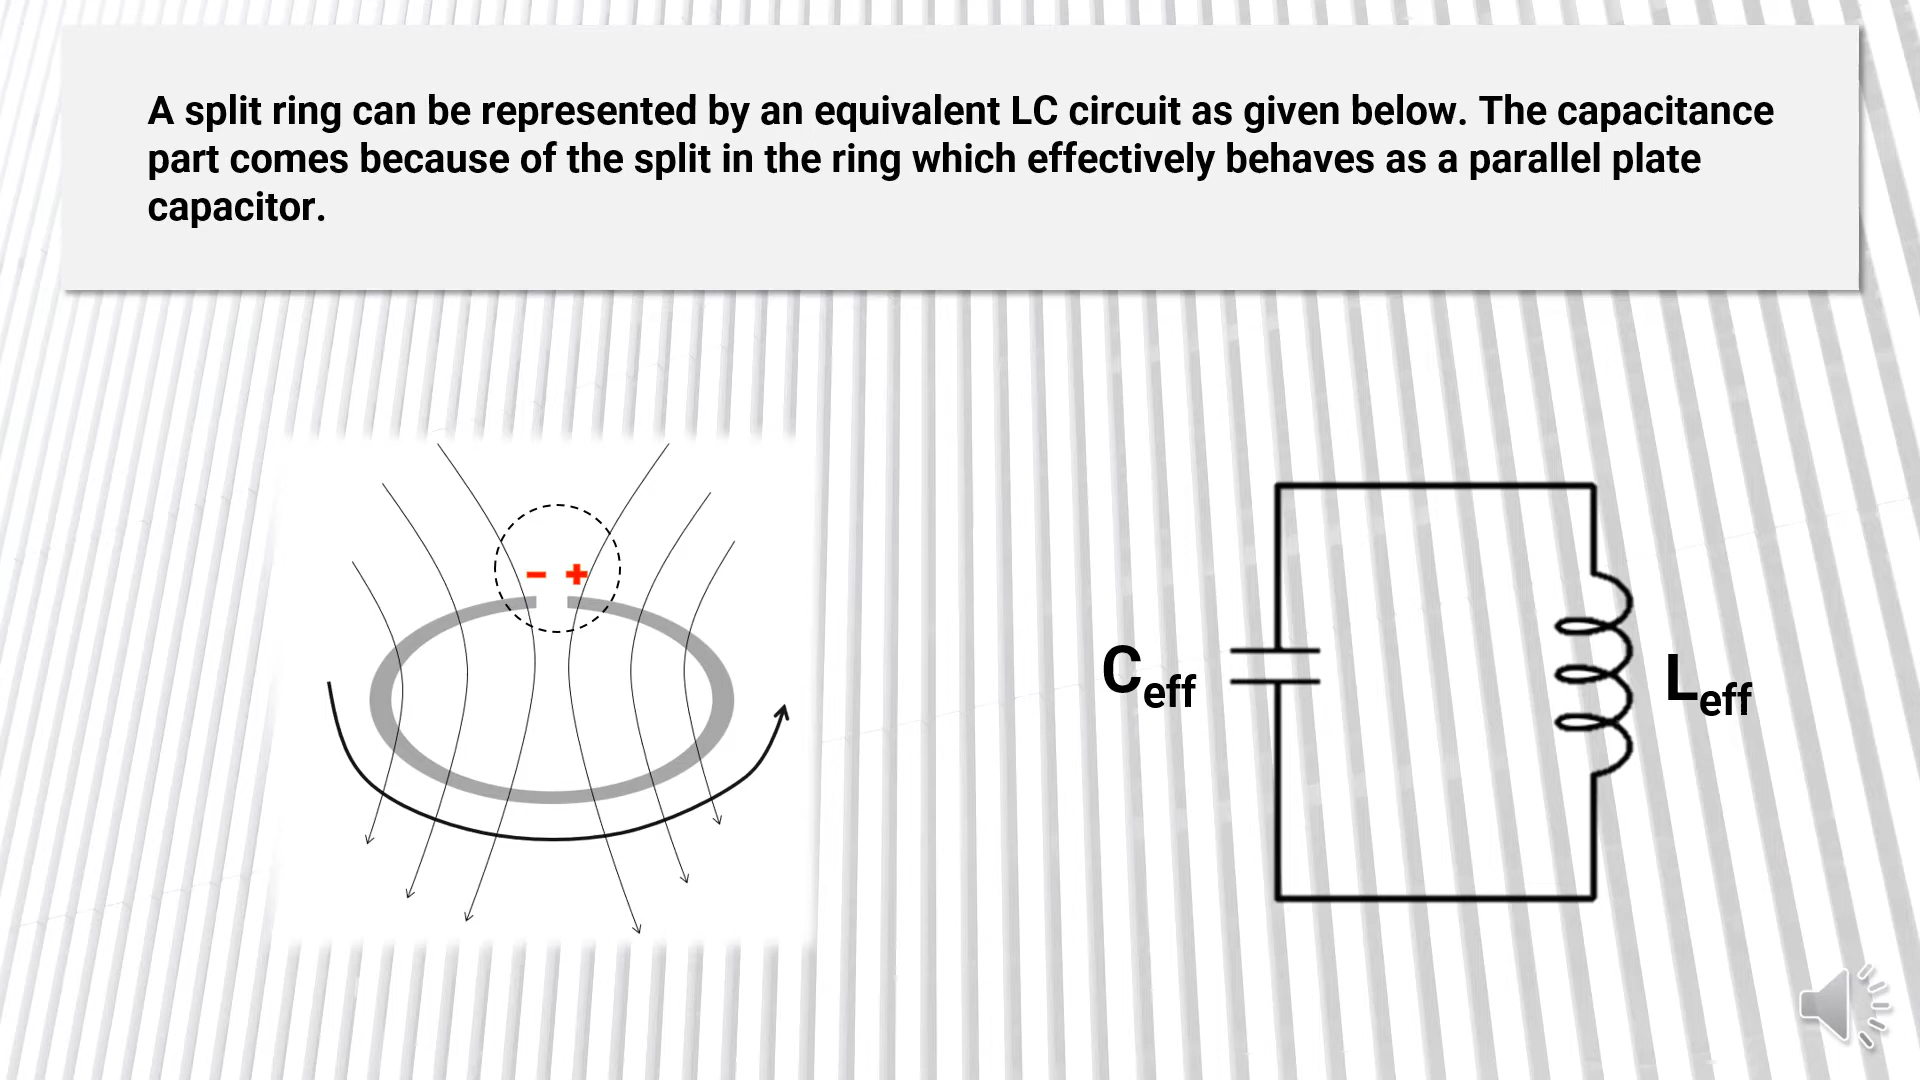 A split ring can be represented by an equivalent LC circuit as given below. The capacitance
part comes because of the split in the ring which effectively behaves as a parallel plate
capacitor.
− +
Ceff
Leff